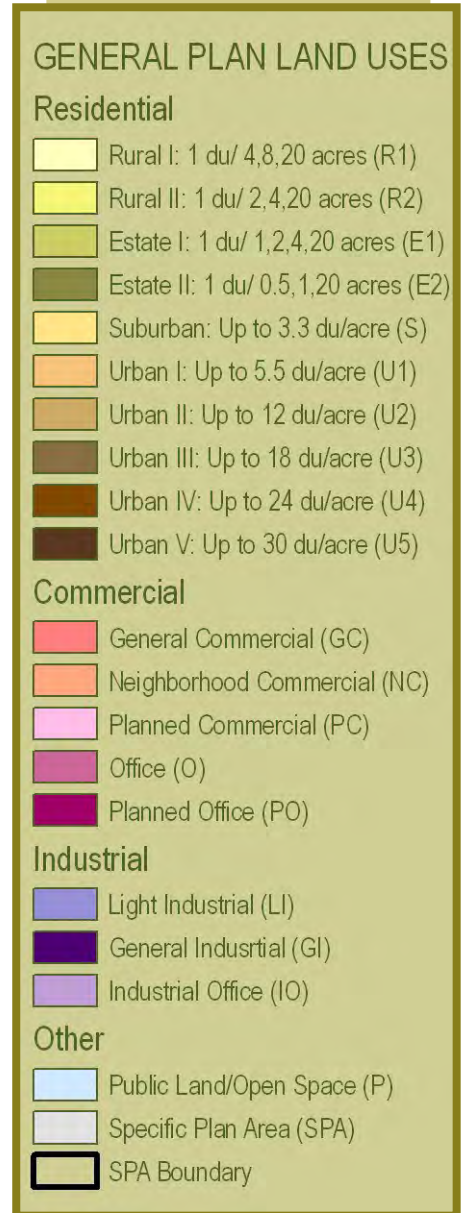 GENERAL PLAN LAND USES
Residential
Rural I: 1 du/ 4,8,20 acres (R1)
Rural II: 1 du/ 2,4,20 acres (R2)
Estate I: 1 du/ 1,2,4,20 acres (E1)
Estate II: 1 du/ 0.5,1,20 acres (E2)
Suburban: Up to 3.3 du/acre (S)
Urban I: Up to 5.5 du/acre (U1)
Urban II: Up to 12 du/acre (U2)
Urban III: Up to 18 du/acre (U3)
Urban IV: Up to 24 du/acre (U4)
Urban V: Up to 30 du/acre (U5)
Commercial
General Commercial (GC)
Neighborhood Commercial (NC)
Planned Commercial (PC)
Office (O)
Planned Office (PO)
Industrial
Light Industrial (LI)
General Indusrtial (GI)
Industrial Office (IO)
Other
Public Land/Open Space (P)
Specific Plan Area (SPA)
SPA Boundary